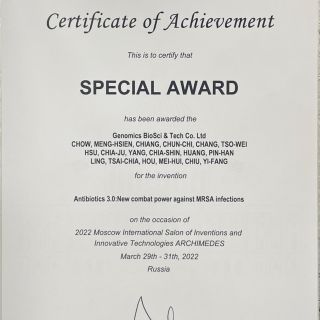 Certificate of Achievement
This is to certify that
SPECIAL AWARD
has been awarded the
Genomics BioSci & Tech Co. Ltd
CHOW, MENG-HSIEN, CHIANG, CHUN-CHI, CHANG, TSO-WEI
HSU, CHIA-JU, YANG, CHIA-SHIN, HUANG, PIN-HAN
LING, TSAI-CHIA, HOU, MEI-HUI, CHIU, YI-FANG
for the invention
Antibiotics 3.0:New combat power against MRSA infections
on the occasion of
2022 Moscow International Salon of Inventions and
Innovative Technologies ARCHIMEDES
March 29th - 31th, 2022
Russia